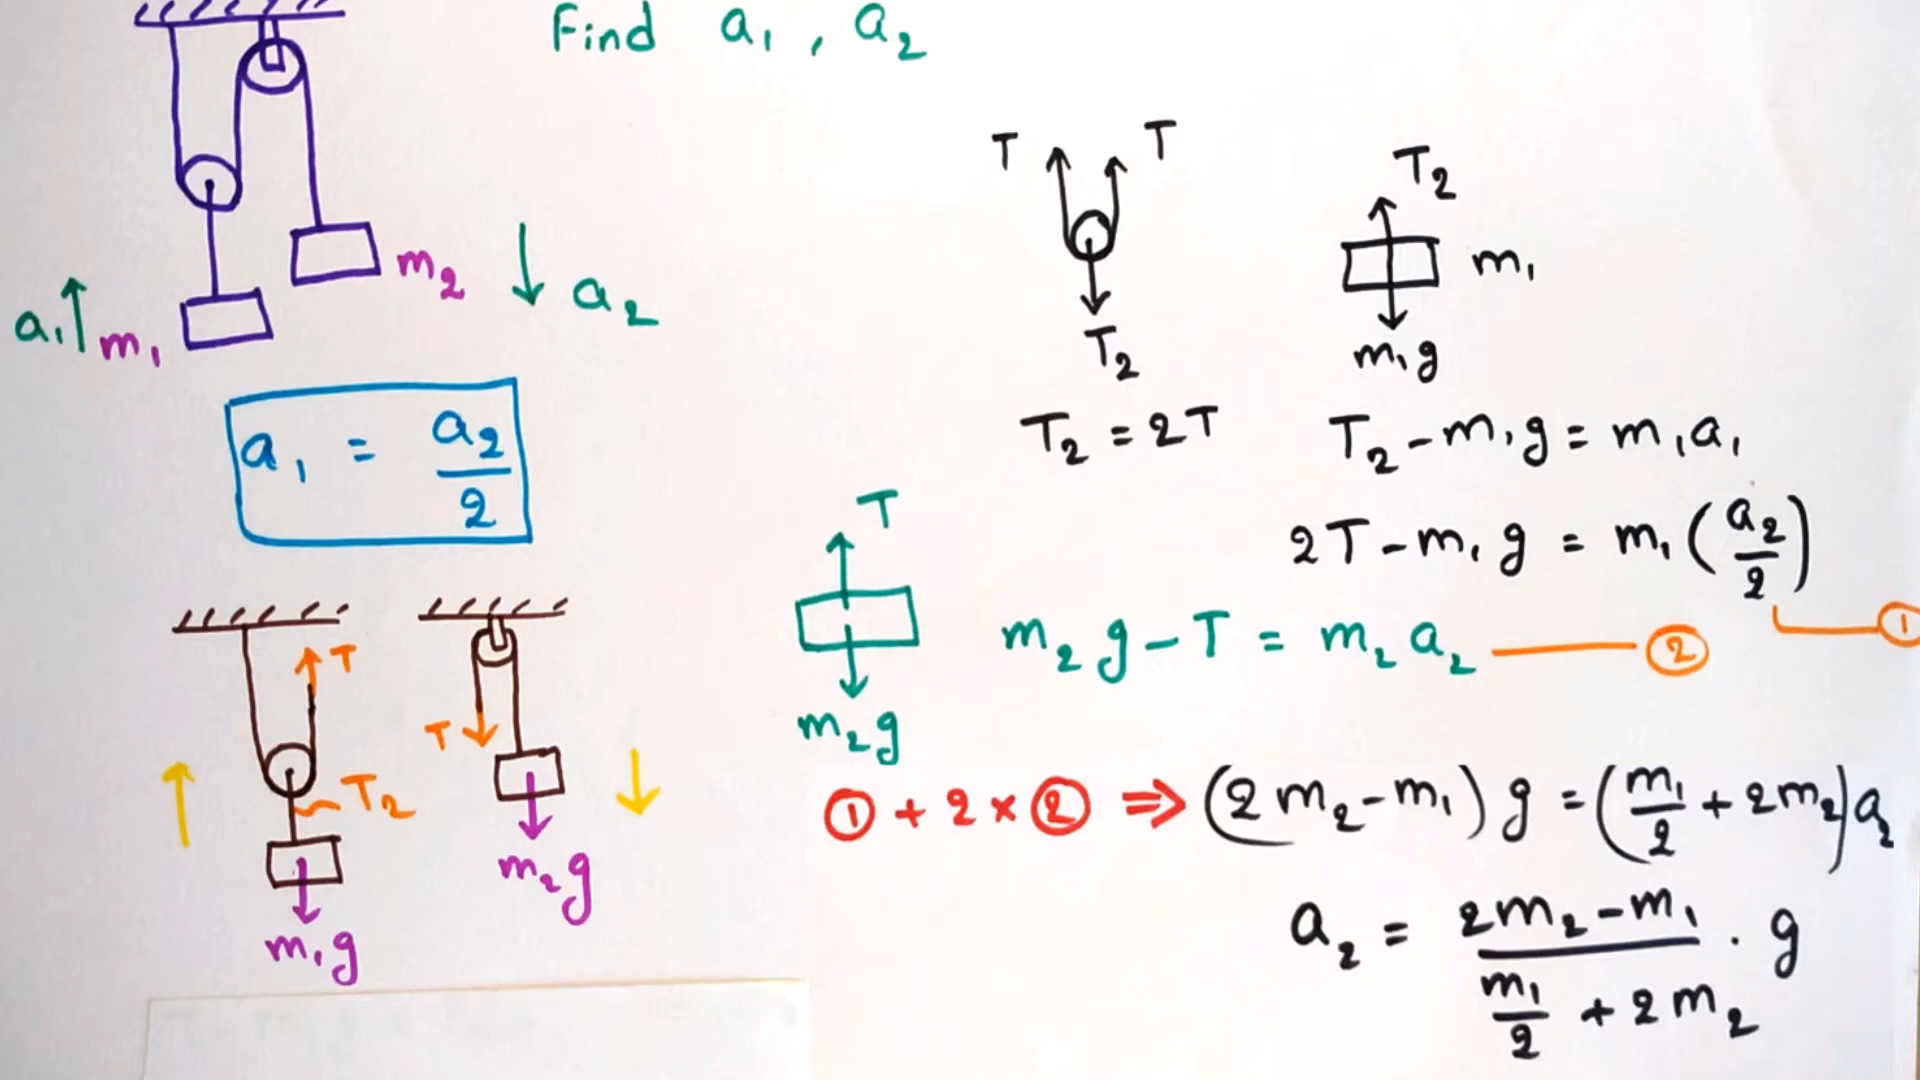 Find a₁ , a₂
a₁ m₁
m₂ a₂
a₁ = a₂/2
T T
T₂
T₂ = 2T
T₂
m₁
m₁g
T₂ - m₁g = m₁a₁
2T - m₁g = m₁(a₂/2) ①
T
m₂g
m₂g - T = m₂a₂ ②
T
T₂
m₁g
T
m₂g
① + 2 × ② ⇒ (2m₂ - m₁)g = (m₁/2 + 2m₂)a₂
a₂ = (2m₂ - m₁)/(m₁/2 + 2m₂) . g